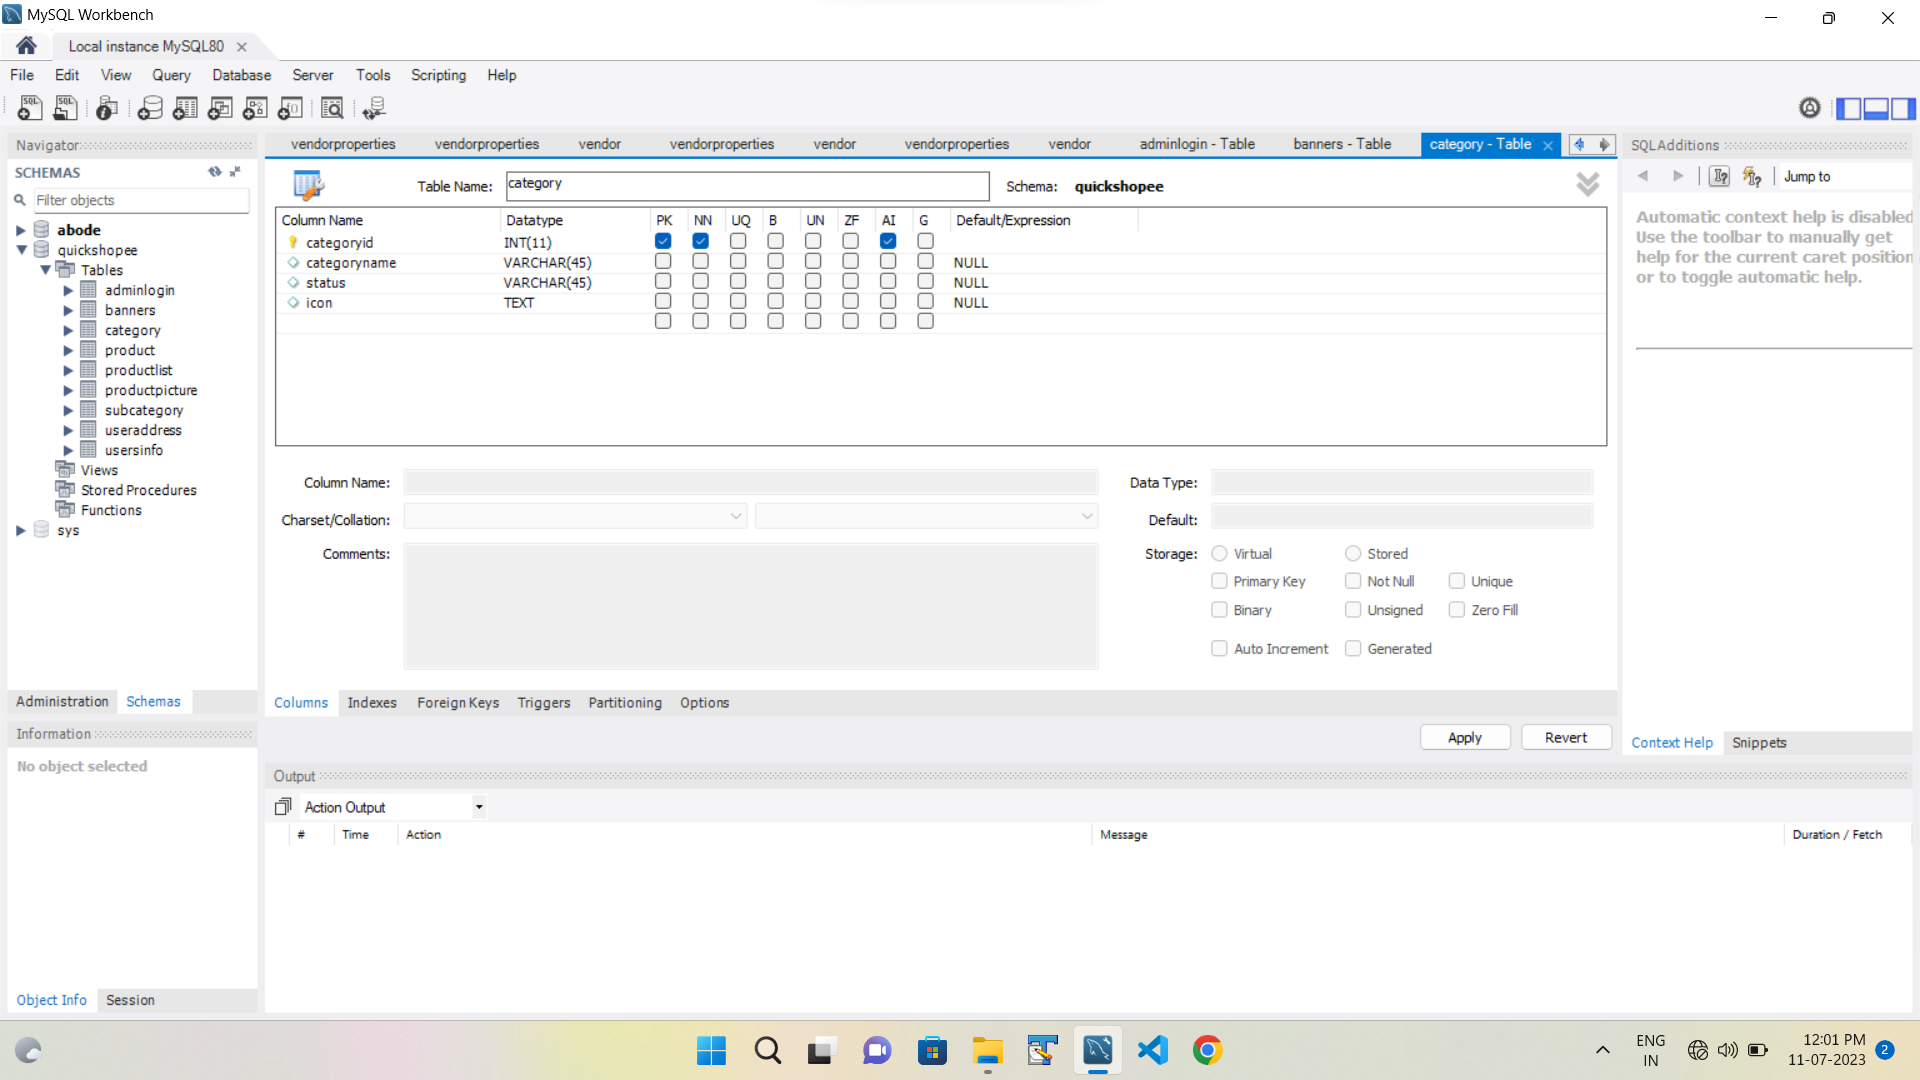 MySQL Workbench
Local instance MySQL80
File Edit View Query Database Server Tools Scripting Help
Navigator
SCHEMAS
Filter objects
abode
quickshopee
Tables
adminlogin
banners
category
product
productlist
productpicture
subcategory
useraddress
usersinfo
Views
Stored Procedures
Functions
sys
Administration Schemas
Information
No object selected
Object Info Session
vendorproperties vendorproperties vendor vendorproperties vendor vendorproperties vendor adminlogin - Table banners - Table category - Table
Table Name: category Schema: quickshopee
Column Name Datatype PK NN UQ B UN ZF AI G Default/Expression
categoryid INT(11)
categoryname VARCHAR(45) NULL
status VARCHAR(45) NULL
icon TEXT NULL
Column Name: Data Type:
Charset/Collation: Default:
Comments: Storage: Virtual Stored
Primary Key Not Null Unique
Binary Unsigned Zero Fill
Auto Increment Generated
Columns Indexes Foreign Keys Triggers Partitioning Options
Apply Revert
Output
Action Output
# Time Action Message Duration / Fetch
SQLAdditions
Jump to
Automatic context help is disabled
Use the toolbar to manually get
help for the current caret position
or to toggle automatic help.
Context Help Snippets
ENG
IN
12:01 PM
11-07-2023
2